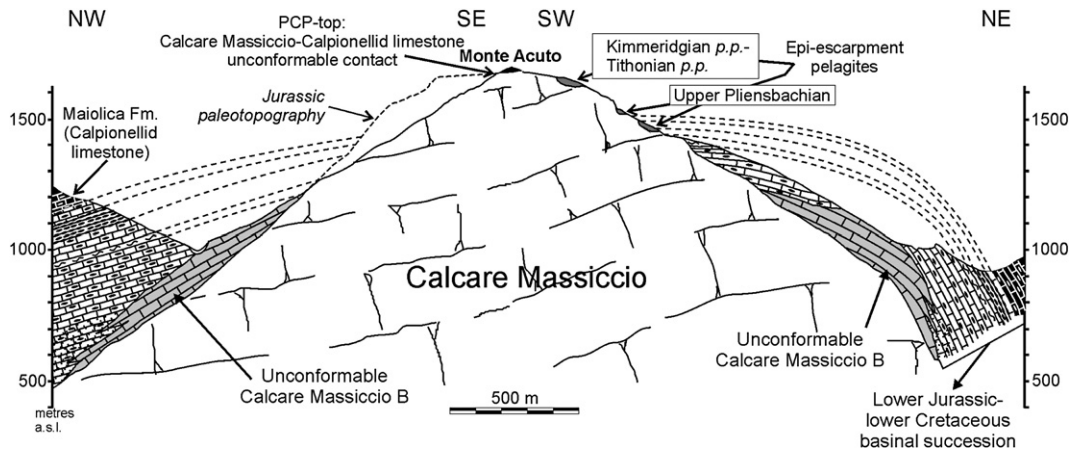 NW
SE
SW
NE
PCP-top:
Calcare Massiccio-Calpionellid limestone
unconformable contact
Monte Acuto
Kimmeridgian p.p.-
Tithonian p.p.
Epi-escarpment
pelagites
Upper Pliensbachian
Jurassic
paleotopography
Maiolica Fm.
(Calpionellid
limestone)
1500
1000
500
metres
a.s.l.
1500
1000
500
Calcare Massiccio
Unconformable
Calcare Massiccio B
500 m
Unconformable
Calcare Massiccio B
Lower Jurassic-
lower Cretaceous
basinal succession